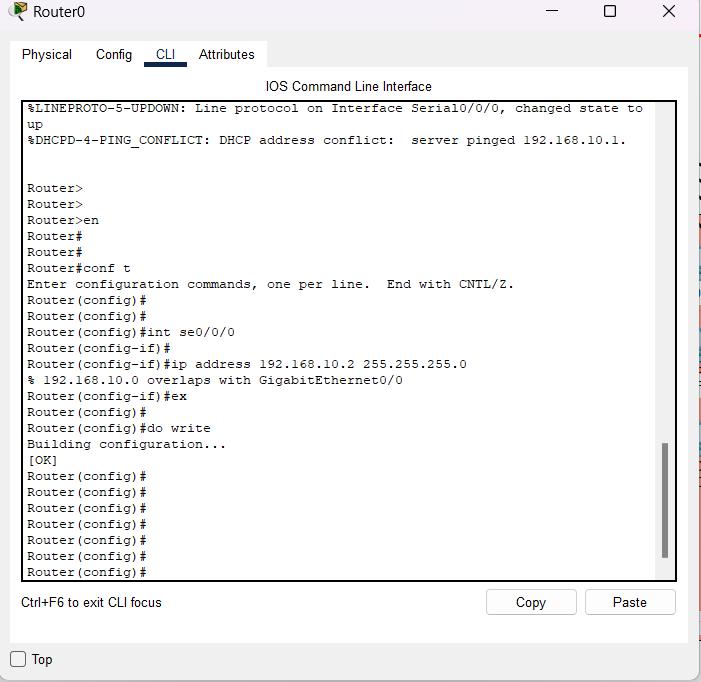 Router0
Physical Config CLI Attributes
IOS Command Line Interface
%LINEPROTO-5-UPDOWN: Line protocol on Interface Serial0/0/0, changed state to
up
%DHCPD-4-PING_CONFLICT: DHCP address conflict:  server pinged 192.168.10.1.
Router>
Router>
Router>en
Router#
Router#
Router#conf t
Enter configuration commands, one per line.  End with CNTL/Z.
Router(config)#
Router(config)#
Router(config)#int se0/0/0
Router(config-if)#
Router(config-if)#ip address 192.168.10.2 255.255.255.0
% 192.168.10.0 overlaps with GigabitEthernet0/0
Router(config-if)#ex
Router(config)#
Router(config)#do write
Building configuration...
[OK]
Router(config)#
Router(config)#
Router(config)#
Router(config)#
Router(config)#
Router(config)#
Router(config)#
Ctrl+F6 to exit CLI focus
Copy Paste
Top